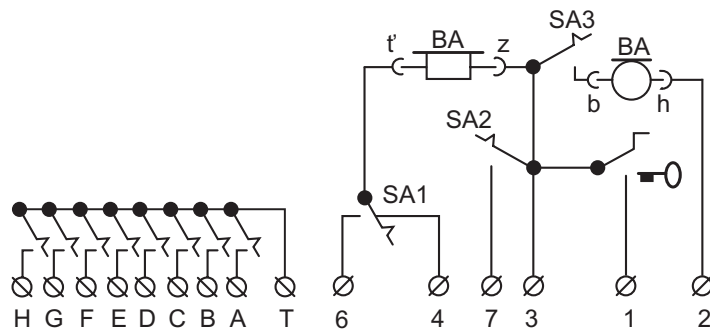 SA3
BA
BA
ť
z
b
h
SA2
SA1
H G F E D C B A T 6 4 7 3 1 2